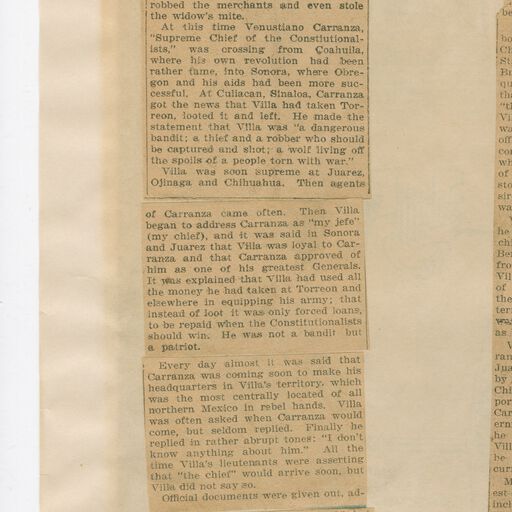 robbed the merchants and even stole
the widow's mite.
At this time Venustiano Carranza,
"Supreme Chief of the Constiutional-
ists," was crossing from Coahuila,
where his own revolution had been
rather tame, into Sonora, where Obre-
gon and his aids had been more suc-
cessful. At Culiacan, Sinaloa, Carranza
got the news that Villa had taken Tor-
reon, looted it and left. He made the
statement that Villa was "a dangerous
bandit; a thief and a robber who should
be captured and shot; a wolf living off
the spoils of a people torn with war."
Villa was soon supreme at Juarez,
Ojinaga and Chihuahua. Then agents
of Carranza came often. Then Villa
began to address Carranza as "my jefe"
(my chief), and it was said in Sonora
and Juarez that Villa was loyal to Car-
ranza and that Carranza approved of
him as one of his greatest Generals.
It was explained that Villa had used all
the money he had taken at Torreon and
elsewhere in equipping his army; that
instead of loot it was only forced loans,
to be repaid when the Constitutionalists
should win. He was not a bandit but
a patriot.
Every day almost it was said that
Carranza was coming soon to make his
headquarters in Villa's territory, which
was the most centrally located of all
northern Mexico in rebel hands. Villa
was often asked when Carranza would
come, but seldom replied. Finally he
replied in rather abrupt tones: "I don't
know anything about him." All the
time Villa's lieutenants were asserting
that "the chief" would arrive soon, but
Villa did not say so.
Official documents were given out, ad-